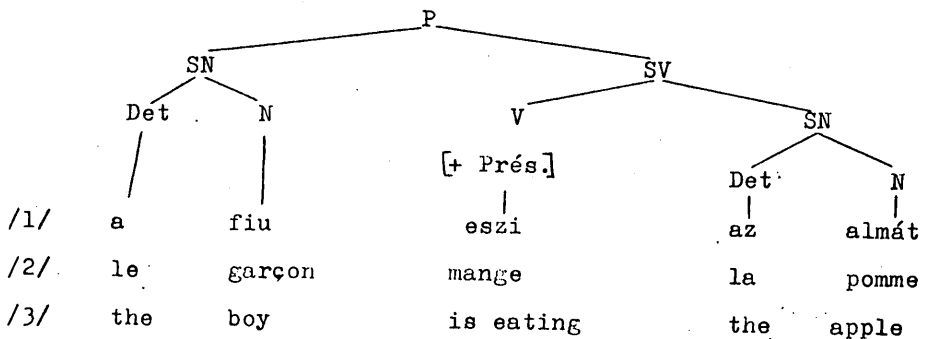 P
SN SV
Det N V SN
[+ Prés.] Det N
/1/ a fiu eszi az almát
/2/ le garçon mange la pomme
/3/ the boy is eating the apple